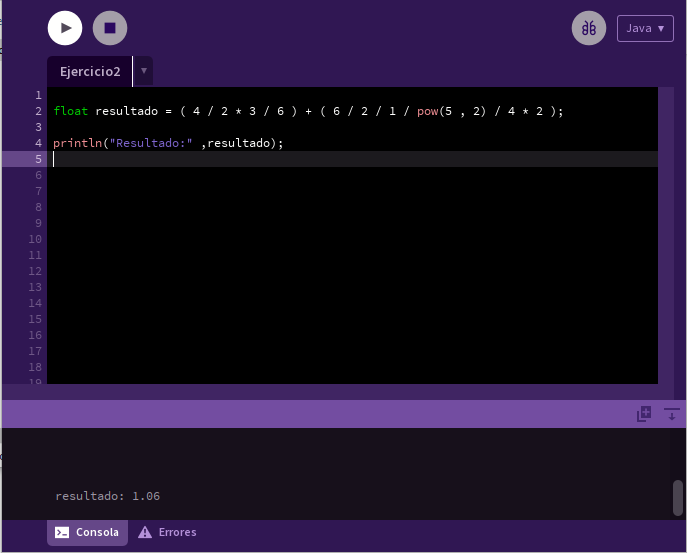 Java ▾
Ejercicio2 ▾
1
2 float resultado = ( 4 / 2 * 3 / 6 ) + ( 6 / 2 / 1 / pow(5 , 2) / 4 * 2 );
3
4 println("Resultado:" ,resultado);
5
6
7
8
9
10
11
12
13
14
15
16
17
18
19
resultado: 1.06
Consola
Errores